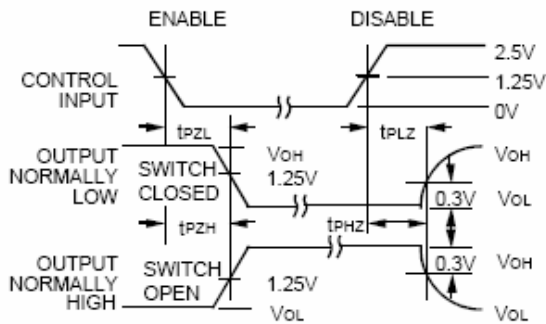 ENABLE DISABLE
CONTROL INPUT
2.5V
1.25V
0V
tPZL tPLZ
OUTPUT NORMALLY LOW
SWITCH CLOSED
VOH
1.25V
VOH
0.3V VOL
tPZH tPHZ
OUTPUT NORMALLY HIGH
SWITCH OPEN
1.25V
VOL
0.3V VOH
VOL